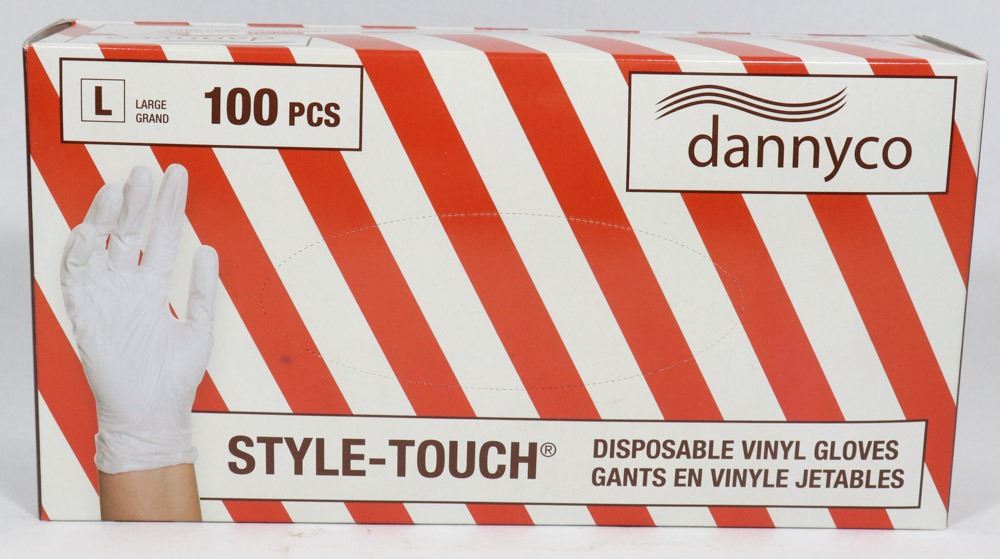 L
LARGE
GRAND
100 PCS
dannyco
STYLE-TOUCH®
DISPOSABLE VINYL GLOVES
GANTS EN VINYLE JETABLES